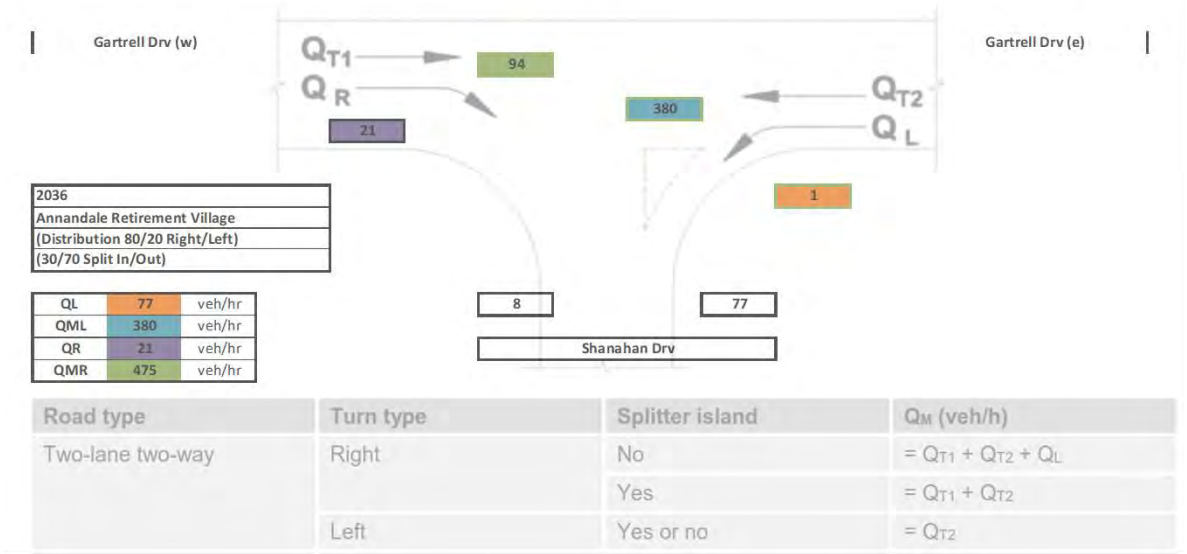 Gartrell Drv (w)
Gartrell Drv (e)
QT1
94
QR
380
QT2
QL
21
1
2036
Annandale Retirement Village
(Distribution 80/20 Right/Left)
(30/70 Split In/Out)
QL 77 veh/hr
QML 380 veh/hr
QR 21 veh/hr
QMR 475 veh/hr
8
77
Shanahan Drv
Road type Turn type Splitter island QM (veh/h)
Two-lane two-way Right No = QT1 + QT2 + QL
Yes = QT1 + QT2
Left Yes or no = QT2